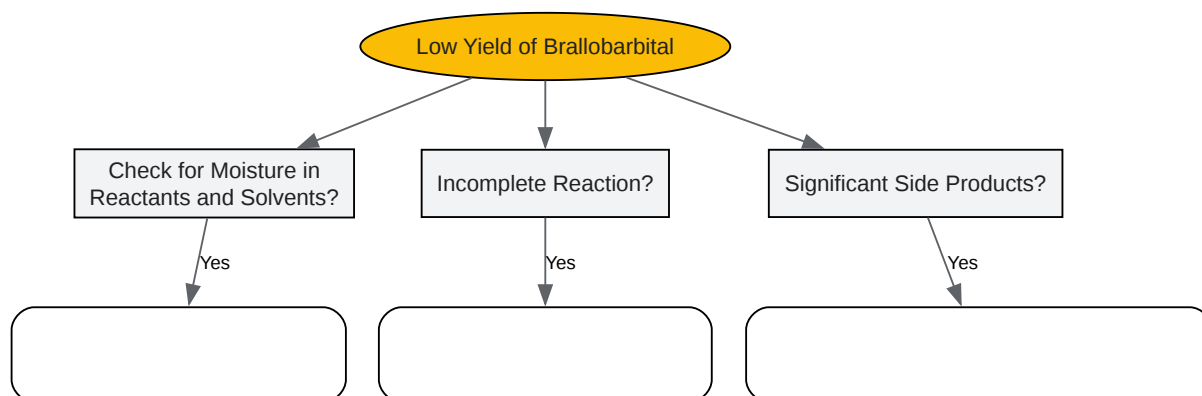 Low Yield of Brallobarbital
Check for Moisture in
Reactants and Solvents?
Incomplete Reaction?
Significant Side Products?
Yes
Yes
Yes